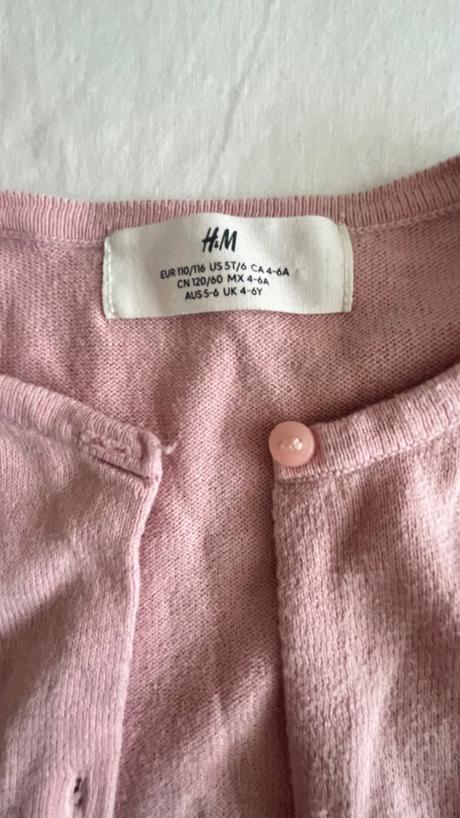 H&M
EUR 110/116 US 5T/6 CA 4-6A
CN 120/60 MX 4-6A
AUS 5-6 UK 4-6Y